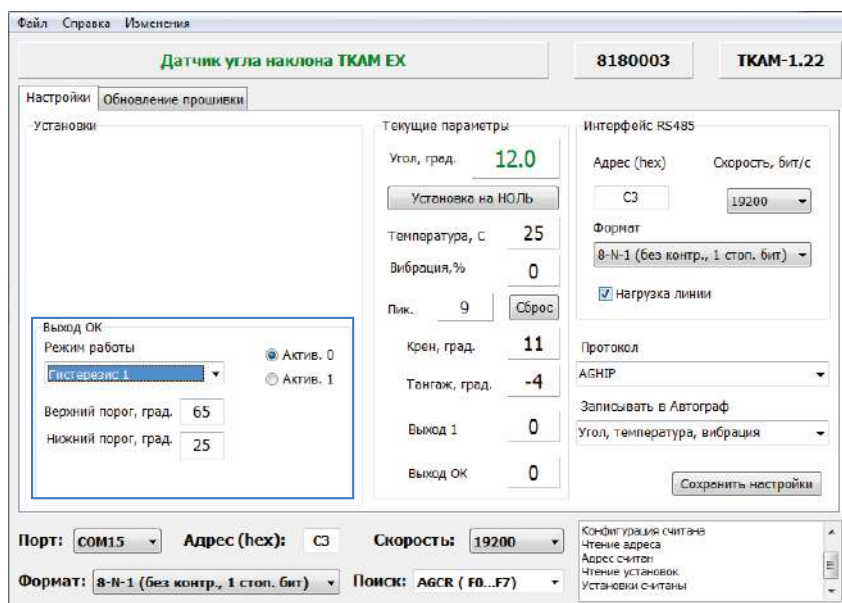 Файл Справка Изменения
Датчик угла наклона ТКАМ EX 8180003 TKAM-1.22
Настройки Обновление прошивки
Установки
Выход ОК
Режим работы
Гистерезис 1
Актив. 0
Актив. 1
Верхний порог, град. 65
Нижний порог, град. 25
Текущие параметры
Угол, град. 12.0
Установка на НОЛЬ
Температура, С 25
Вибрация,% 0
Пик. 9 Сброс
Крен, град. 11
Тангаж, град. -4
Выход 1 0
Выход ОК 0
Интерфейс RS485
Адрес (hex) Скорость, бит/с
C3 19200
Формат
8-N-1 (без контр., 1 стоп. бит)
Нагрузка линии
Протокол
AGHIP
Записывать в Автограф
Угол, температура, вибрация
Сохранить настройки
Порт: COM15 Адрес (hex): C3 Скорость: 19200
Формат: 8-N-1 (без контр., 1 стоп. бит) Поиск: AGCR ( F0...F7)
Конфигурация считана
Чтение адреса
Адрес считан
Чтение установок
Установки считаны